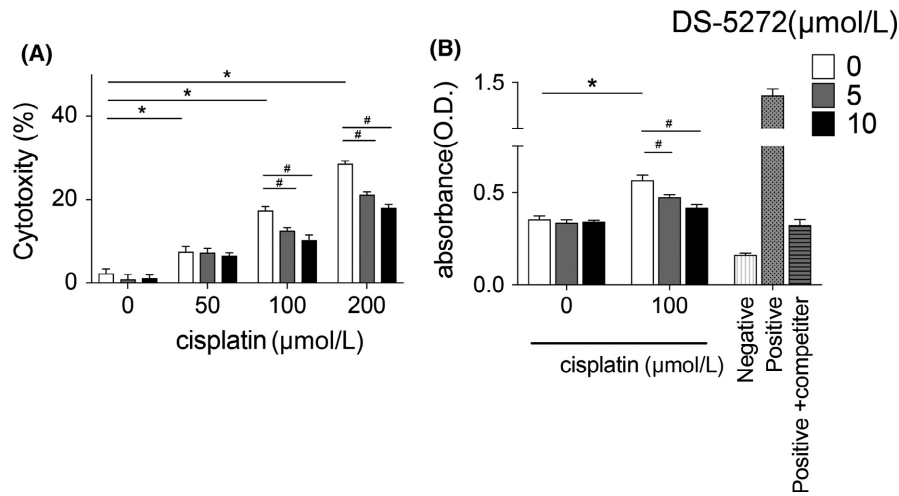 DS-5272(µmol/L)
(A)
(B)
0
5
10
*
*
*
#
#
#
#
40
20
0
Cytotoxity (%)
0 50 100 200
cisplatin (µmol/L)
*
#
#
1.5
0.5
0.0
absorbance(O.D.)
0 100
cisplatin (µmol/L)
Negative
Positive
Positive +competiter